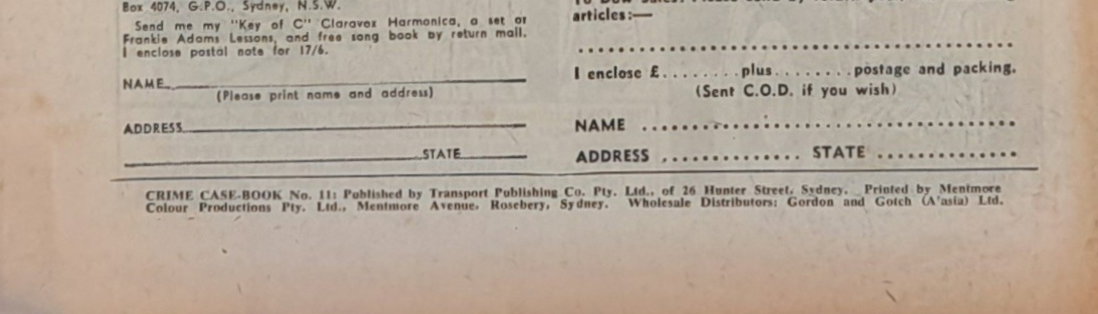 Box 4074, G.P.O., Sydney, N.S.W.
Send me my "Key of C" Claravox Harmonica, a set of
Frankie Adams Lessons, and free song book by return mail.
I enclose postal note for 17/6.
NAME
(Please print name and address)
ADDRESS
STATE
articles:—
I enclose £........plus........postage and packing.
(Sent C.O.D. if you wish)
NAME
ADDRESS .............. STATE ..............
CRIME CASE-BOOK No. 11: Published by Transport Publishing Co. Pty. Ltd., of 26 Hunter Street, Sydney. Printed by Mentmore
Colour Productions Pty. Ltd., Mentmore Avenue, Rosebery, Sydney. Wholesale Distributors: Gordon and Gotch (A'asia) Ltd.